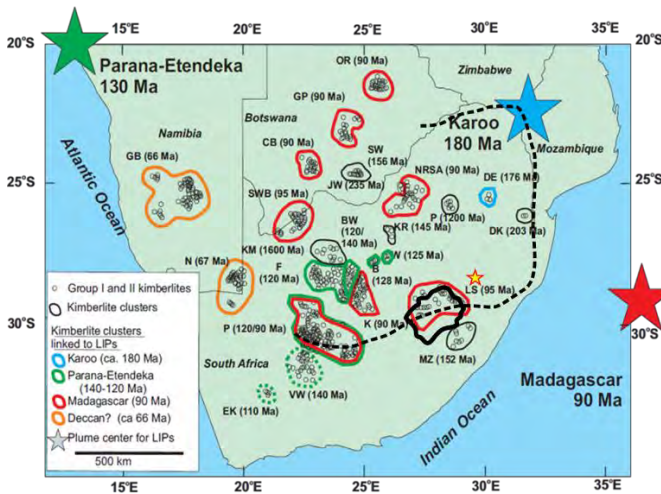 15°E
20°E
25°E
30°E
35°E
20°S
20°S
Parana-Etendeka
130 Ma
OR (90 Ma)
Zimbabwe
GP (90 Ma)
Namibia
Botswana
Karoo
180 Ma
Mozambique
CB (90 Ma)
SW
(156 Ma)
GB (66 Ma)
JW (235 Ma)
NRSA (90 Ma)
DE (176 Ma)
25°S
25°S
Atlantic Ocean
SWB (95 Ma)
BW
(120/
140 Ma)
KR (145 Ma)
P (1200 Ma)
DK (203 Ma)
KM (1600 Ma)
W (125 Ma)
N (67 Ma)
F
(120 Ma)
B
(128 Ma)
LS (95 Ma)
Group I and II kimberlites
Kimberlite clusters
Kimberlite clusters
linked to LIPs
Karoo (ca. 180 Ma)
Parana-Etendeka
(140-120 Ma)
Madagascar (90 Ma)
Deccan? (ca 66 Ma)
Plume center for LIPs
500 km
30°S
30°S
P (120/90 Ma)
K (90 Ma)
MZ (152 Ma)
South Africa
VW (140 Ma)
EK (110 Ma)
Indian Ocean
Madagascar
90 Ma
15°E
20°E
25°E
30°E
35°E